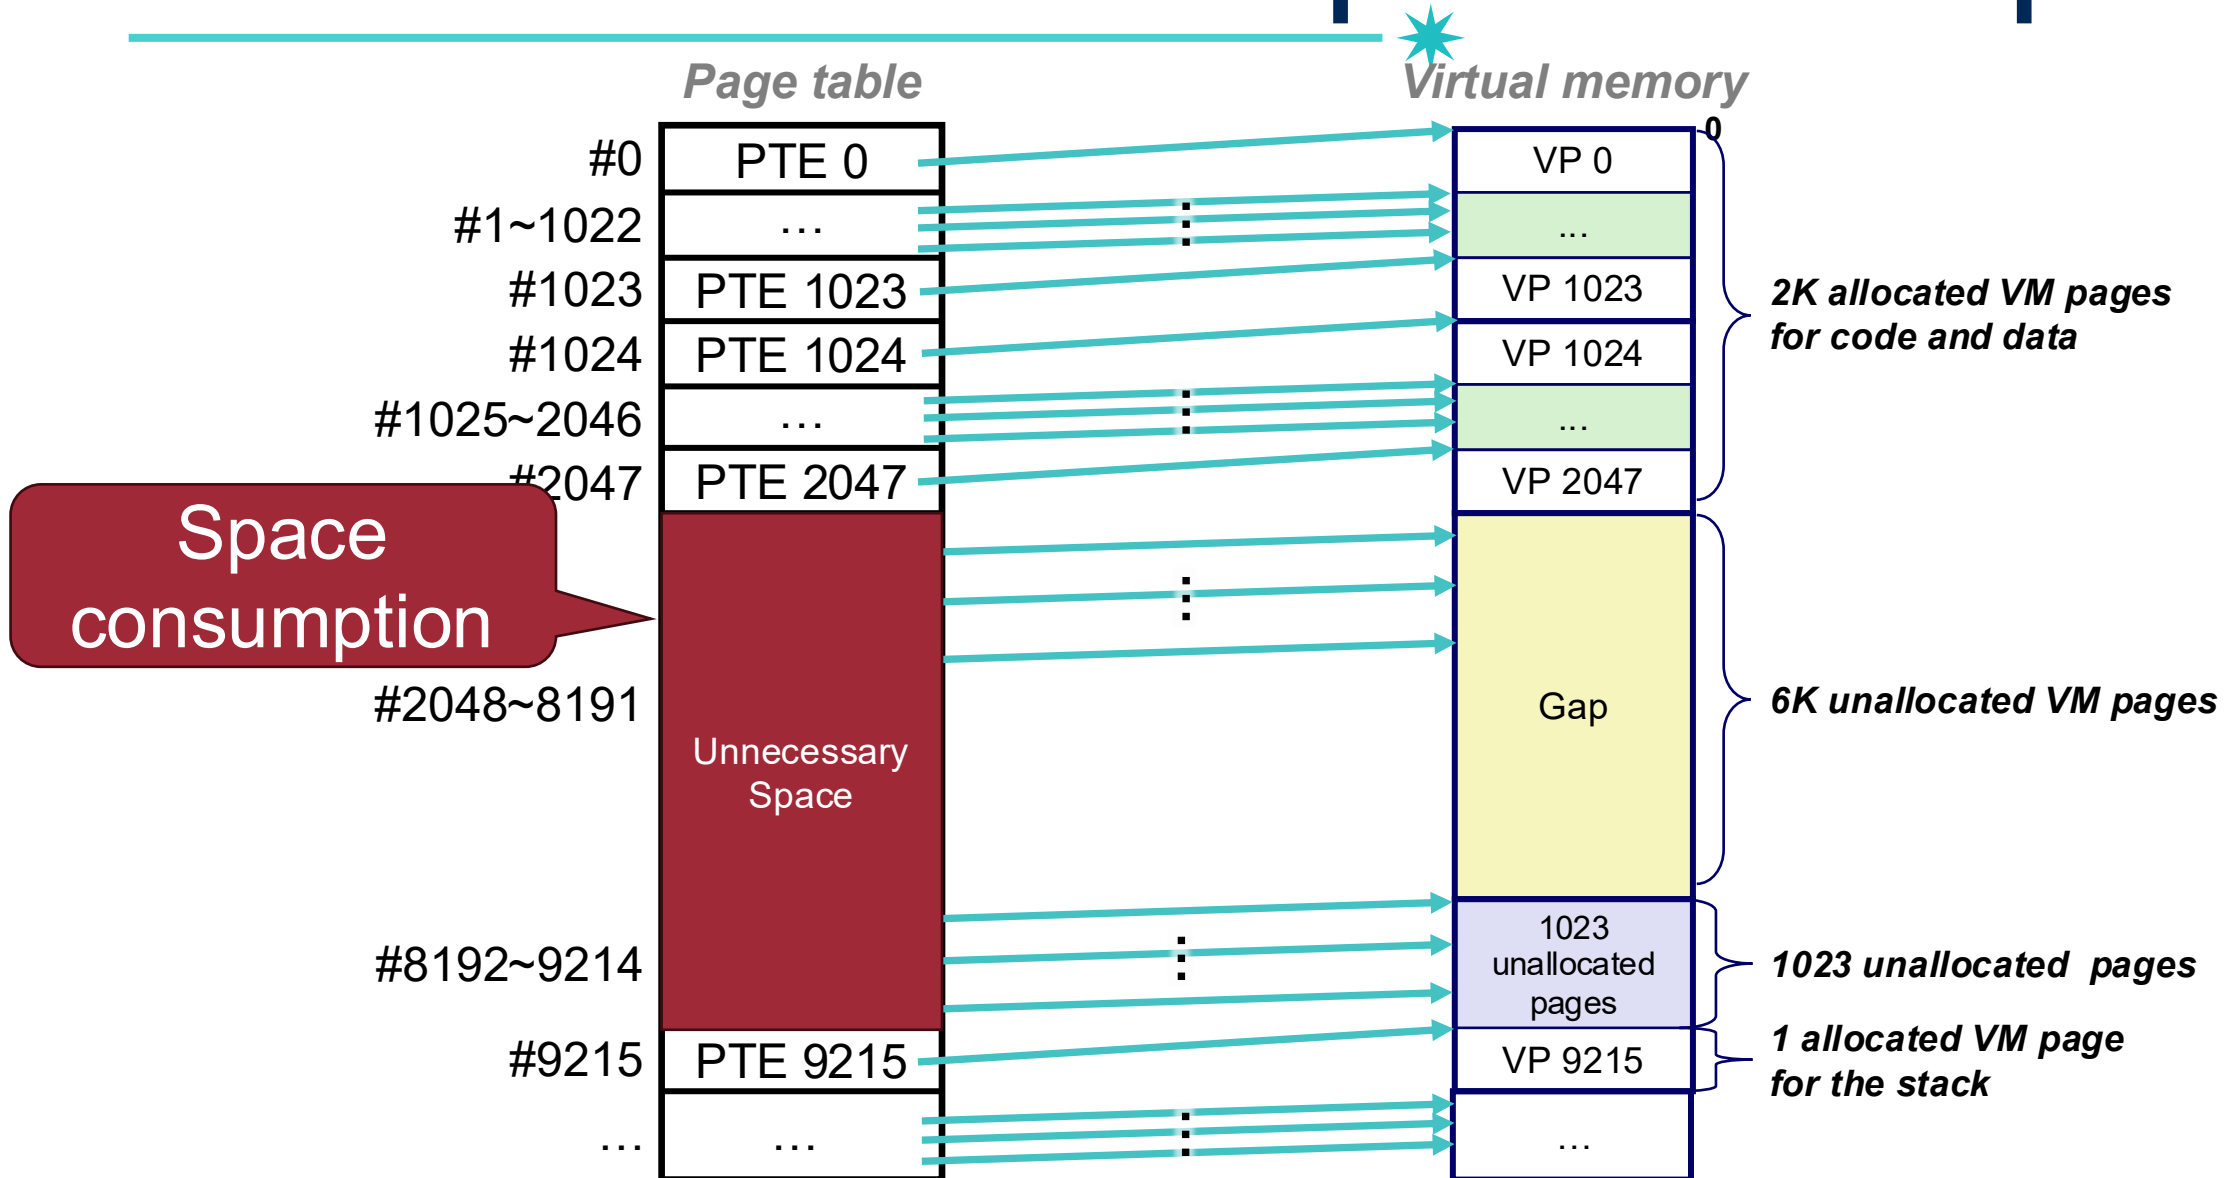 Page table
Virtual memory
0
#0
PTE 0
VP 0
#1~1022
...
...
#1023
PTE 1023
VP 1023
2K allocated VM pages
for code and data
#1024
PTE 1024
VP 1024
#1025~2046
...
...
#2047
PTE 2047
VP 2047
Space
consumption
#2048~8191
Unnecessary
Space
Gap
6K unallocated VM pages
#8192~9214
1023
unallocated
pages
1023 unallocated pages
#9215
PTE 9215
VP 9215
1 allocated VM page
for the stack
...
...
...